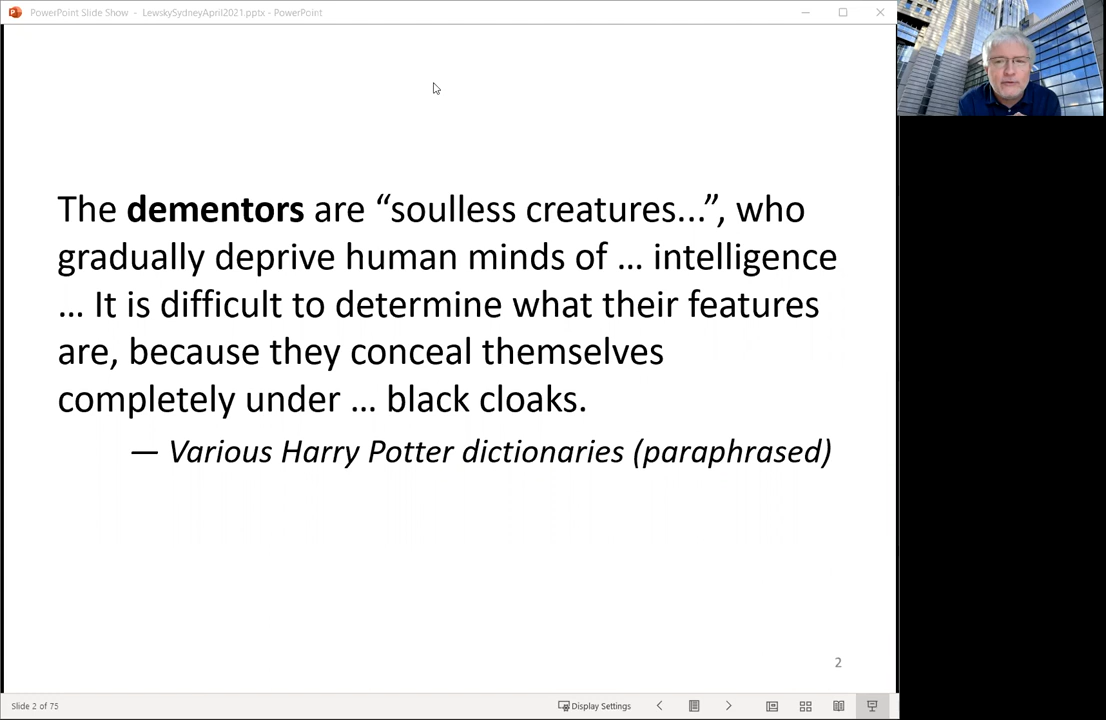 PowerPoint Slide Show - LewskySydneyApril2021.pptx - PowerPoint
The dementors are “soulless creatures...”, who
gradually deprive human minds of … intelligence
… It is difficult to determine what their features
are, because they conceal themselves
completely under … black cloaks.
— Various Harry Potter dictionaries (paraphrased)
2
Slide 2 of 75
Display Settings